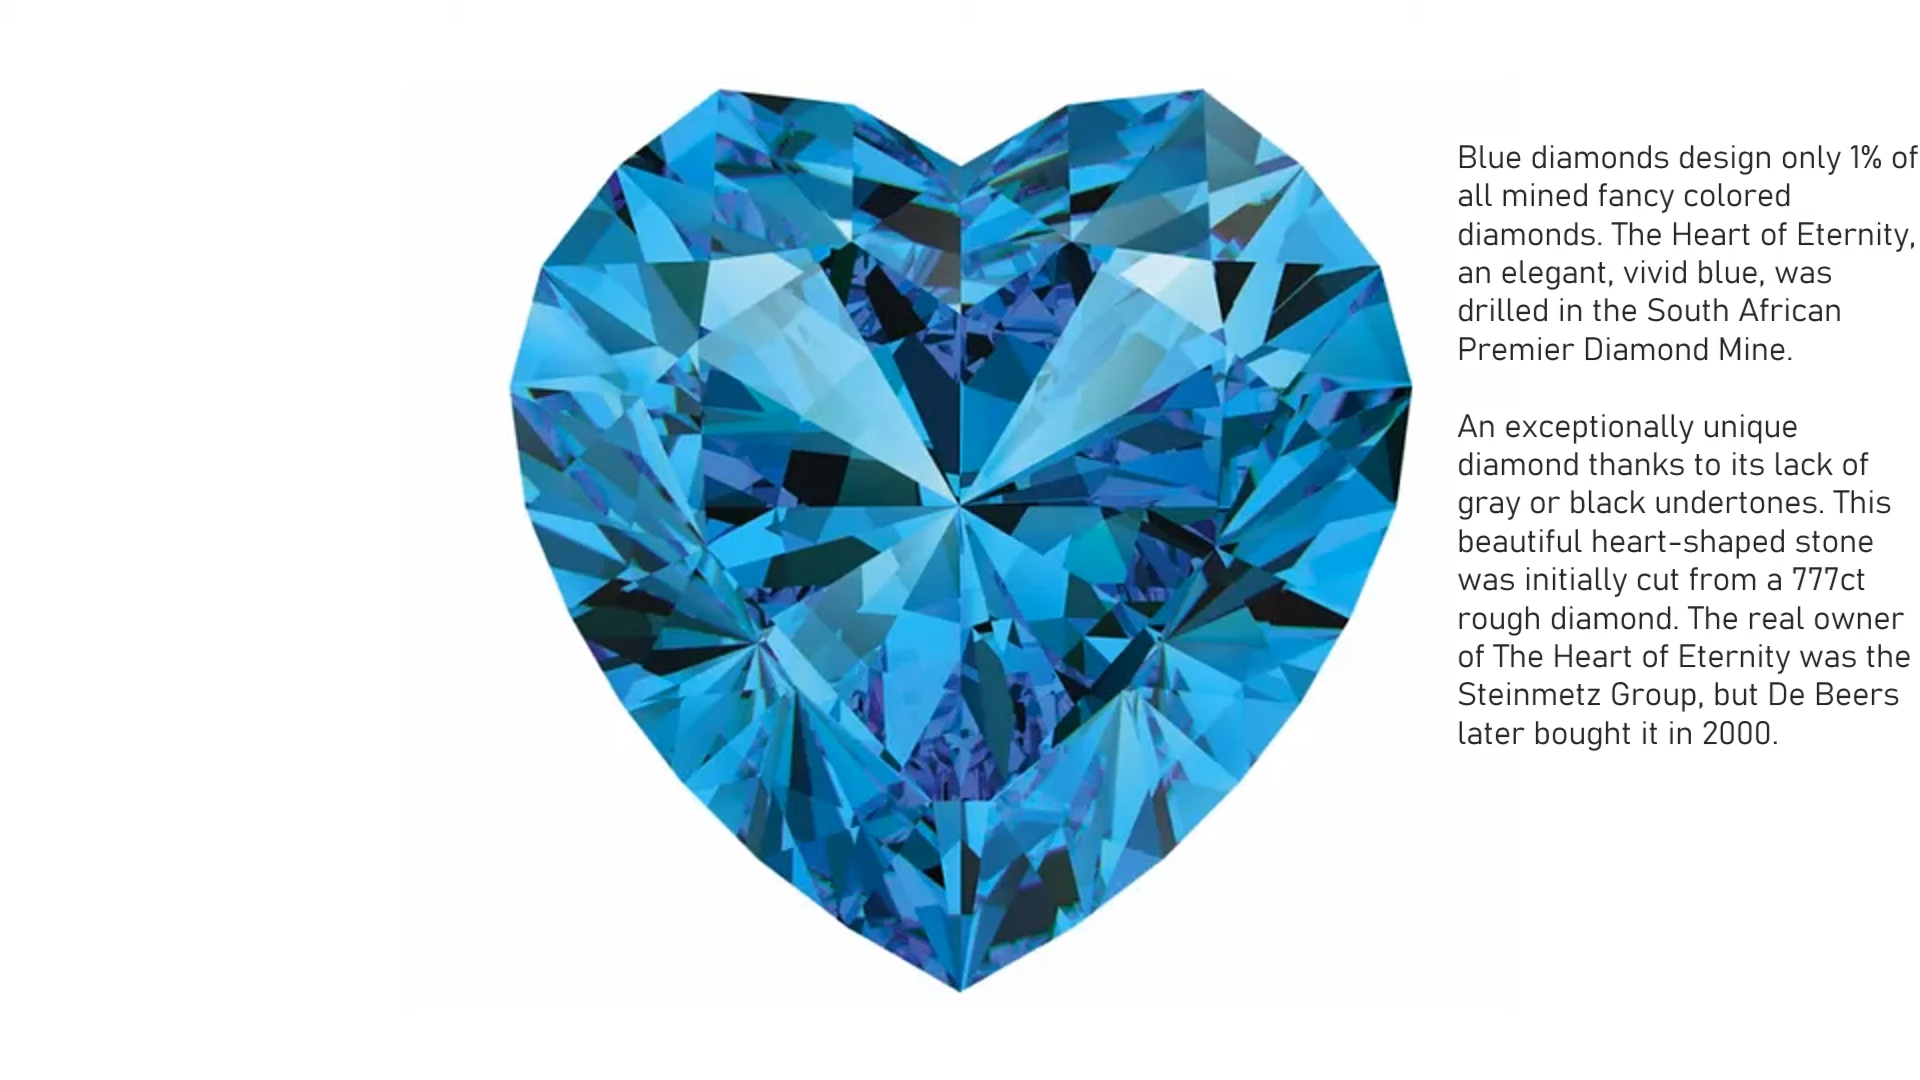 Blue diamonds design only 1% of
all mined fancy colored
diamonds. The Heart of Eternity,
an elegant, vivid blue, was
drilled in the South African
Premier Diamond Mine.
An exceptionally unique
diamond thanks to its lack of
gray or black undertones. This
beautiful heart-shaped stone
was initially cut from a 777ct
rough diamond. The real owner
of The Heart of Eternity was the
Steinmetz Group, but De Beers
later bought it in 2000.